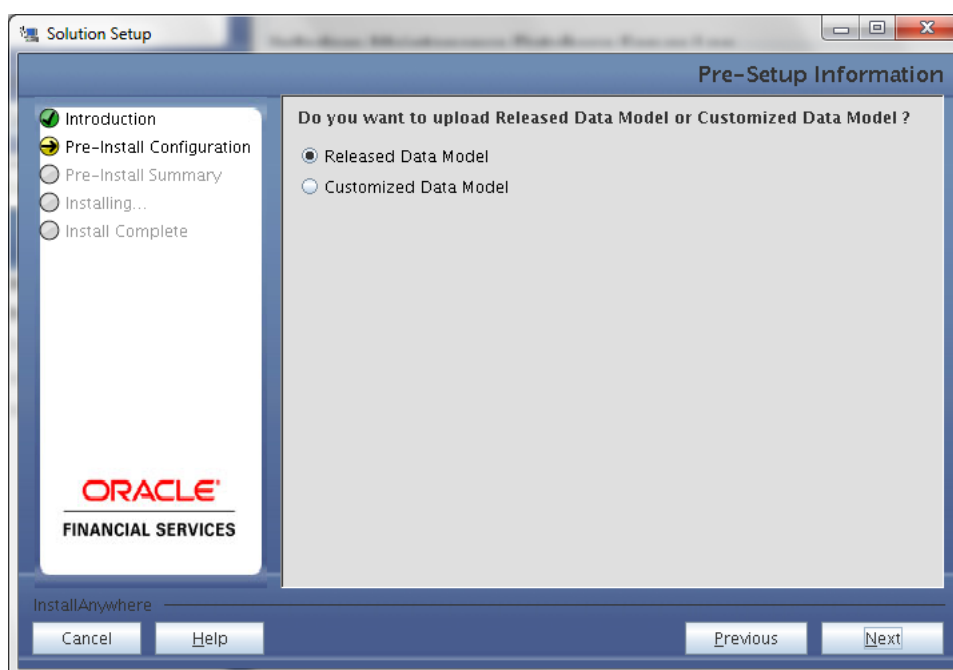 Solution Setup
Pre-Setup Information
Introduction
Pre-Install Configuration
Pre-Install Summary
Installing...
Install Complete
Do you want to upload Released Data Model or Customized Data Model ?
Released Data Model
Customized Data Model
ORACLE
FINANCIAL SERVICES
InstallAnywhere
Cancel
Help
Previous
Next